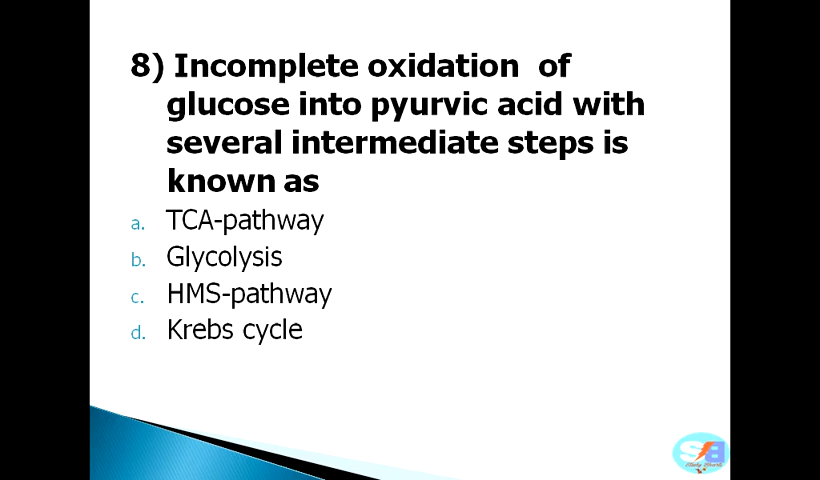 8) Incomplete oxidation of
glucose into pyurvic acid with
several intermediate steps is
known as
a. TCA-pathway
b. Glycolysis
c. HMS-pathway
d. Krebs cycle
SB